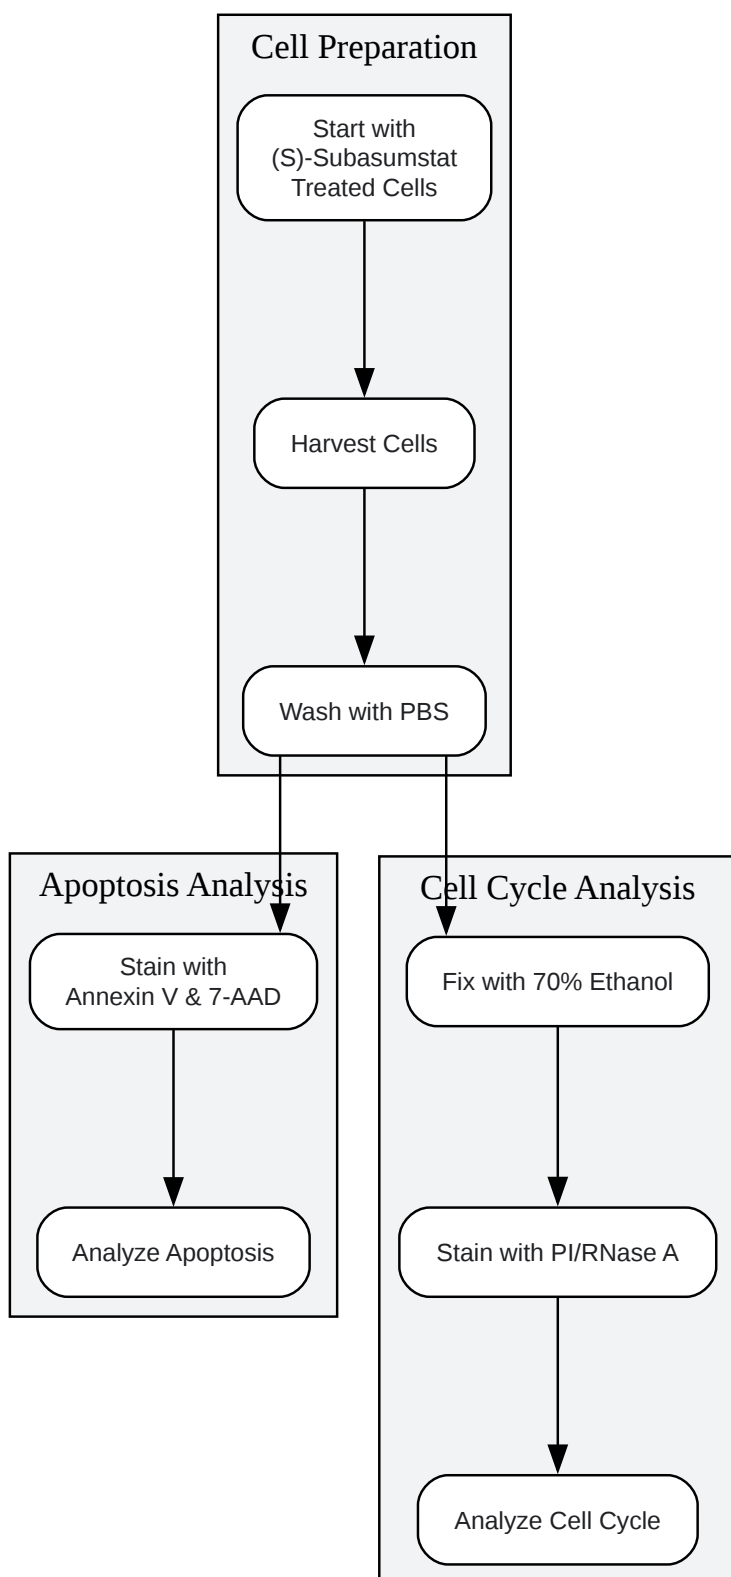 Cell Preparation
Start with
(S)-Subasumstat
Treated Cells
Harvest Cells
Wash with PBS
Apoptosis Analysis
Stain with
Annexin V & 7-AAD
Analyze Apoptosis
Cell Cycle Analysis
Fix with 70% Ethanol
Stain with PI/RNase A
Analyze Cell Cycle